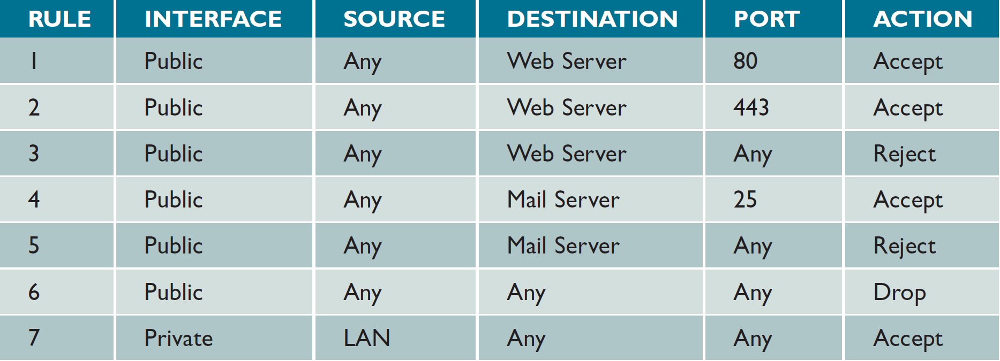 RULE INTERFACE SOURCE DESTINATION PORT ACTION
1 Public Any Web Server 80 Accept
2 Public Any Web Server 443 Accept
3 Public Any Web Server Any Reject
4 Public Any Mail Server 25 Accept
5 Public Any Mail Server Any Reject
6 Public Any Any Any Drop
7 Private LAN Any Any Accept